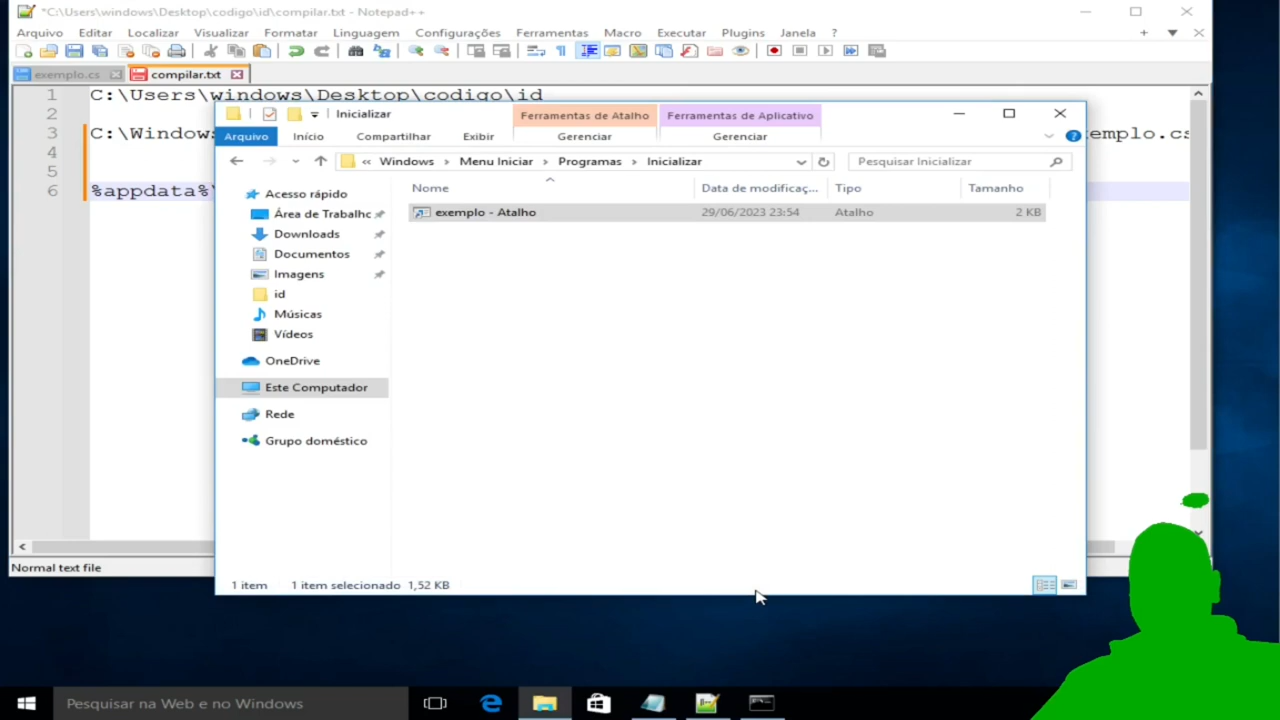 *C:\Users\windows\Desktop\codigo\id\compilar.txt - Notepad++
Arquivo Editar Localizar Visualizar Formatar Linguagem Configurações Ferramentas Macro Executar Plugins Janela ? + ▼ ✕
exemplo.cs compilar.txt
1 C:\Users\windows\Desktop\codigo\id
2
3 C:\Window
4
5
6 %appdata%\
emplo.cs
Inicializar Ferramentas de Atalho Ferramentas de Aplicativo
Arquivo Início Compartilhar Exibir Gerenciar Gerenciar
« Windows › Menu Iniciar › Programas › Inicializar Pesquisar Inicializar
Nome Data de modificaç... Tipo Tamanho
exemplo - Atalho 29/06/2023 23:54 Atalho 2 KB
Acesso rápido
Área de Trabalhc
Downloads
Documentos
Imagens
id
Músicas
Vídeos
OneDrive
Este Computador
Rede
Grupo doméstico
1 item 1 item selecionado 1,52 KB
Normal text file
Pesquisar na Web e no Windows